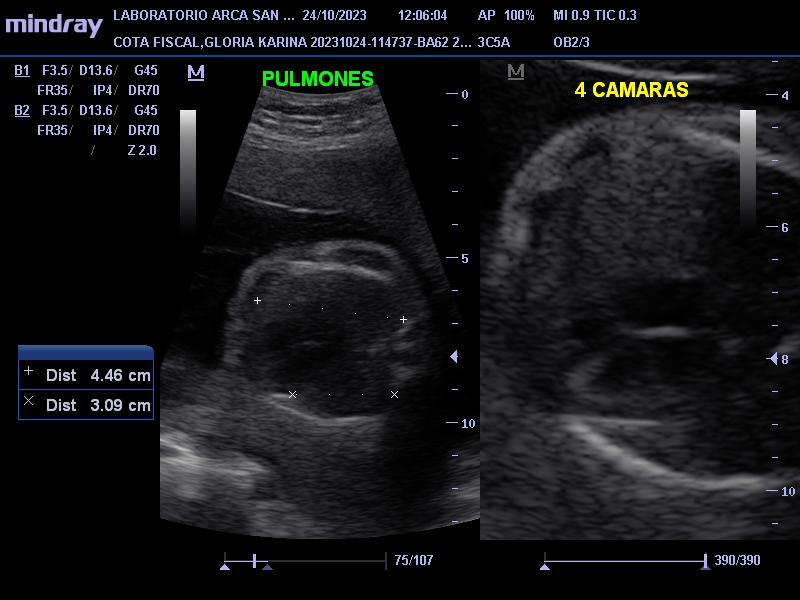 mindray
LABORATORIO ARCA SAN ... 24/10/2023 12:06:04 AP 100% MI 0.9 TIC 0.3
COTA FISCAL,GLORIA KARINA 20231024-114737-BA62 2... 3C5A OB2/3
B1 F3.5/ D13.6/ G45
FR35/ IP4/ DR70
B2 F3.5/ D13.6/ G45
FR35/ IP4/ DR70
/ Z 2.0
M
PULMONES
0
5
10
M
4 CAMARAS
4
6
8
10
+ Dist 4.46 cm
× Dist 3.09 cm
75/107
390/390